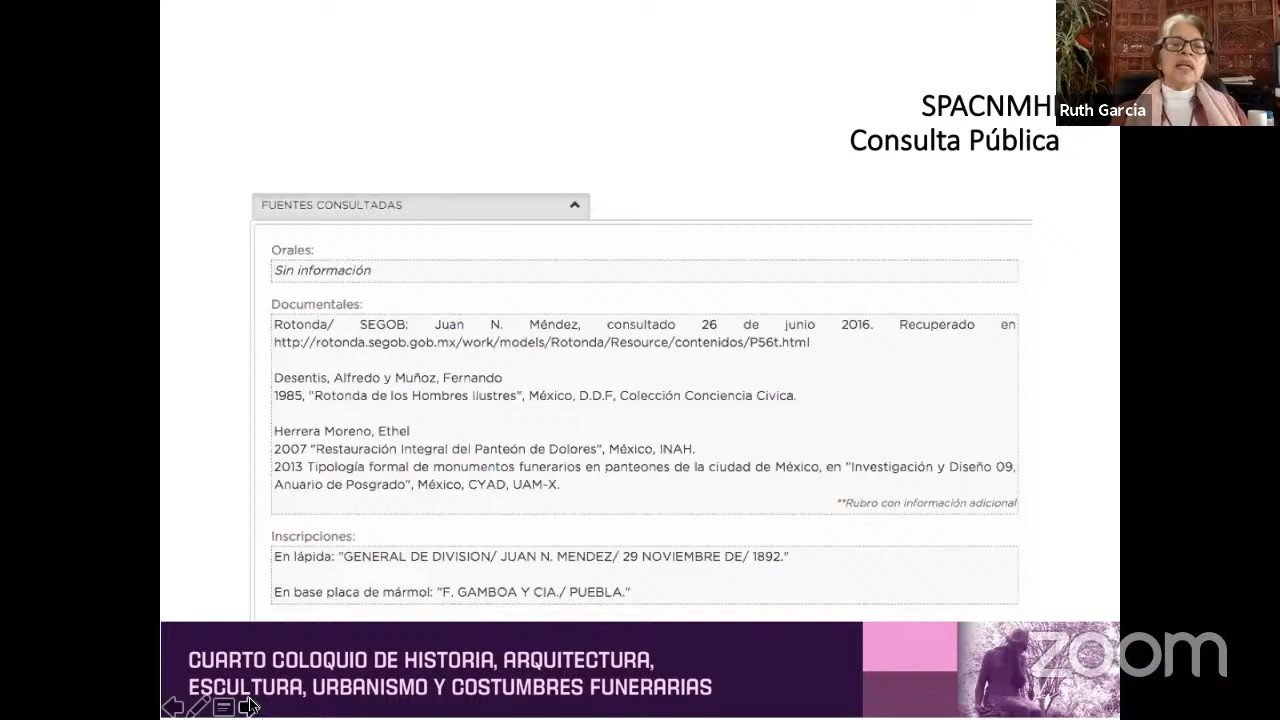 SPACNMH
Consulta Pública
Ruth Garcia
FUENTES CONSULTADAS
Orales:
Sin información
Documentales:
Rotonda/ SEGOB: Juan N. Méndez, consultado 26 de junio 2016. Recuperado en
http://rotonda.segob.gob.mx/work/models/Rotonda/Resource/contenidos/P56t.html
Desentis, Alfredo y Muñoz, Fernando
1985, "Rotonda de los Hombres Ilustres", México, D.D.F, Colección Conciencia Civica.
Herrera Moreno, Ethel
2007 "Restauración Integral del Panteón de Dolores", México, INAH.
2013 Tipología formal de monumentos funerarios en panteones de la ciudad de México, en "Investigación y Diseño 09.
Anuario de Posgrado", México, CYAD, UAM-X.
**Rubro con información adicional
Inscripciones:
En lápida: "GENERAL DE DIVISION/ JUAN N. MENDEZ/ 29 NOVIEMBRE DE/ 1892."
En base placa de mármol: "F. GAMBOA Y CIA./ PUEBLA."
CUARTO COLOQUIO DE HISTORIA, ARQUITECTURA,
ESCULTURA, URBANISMO Y COSTUMBRES FUNERARIAS
zoom